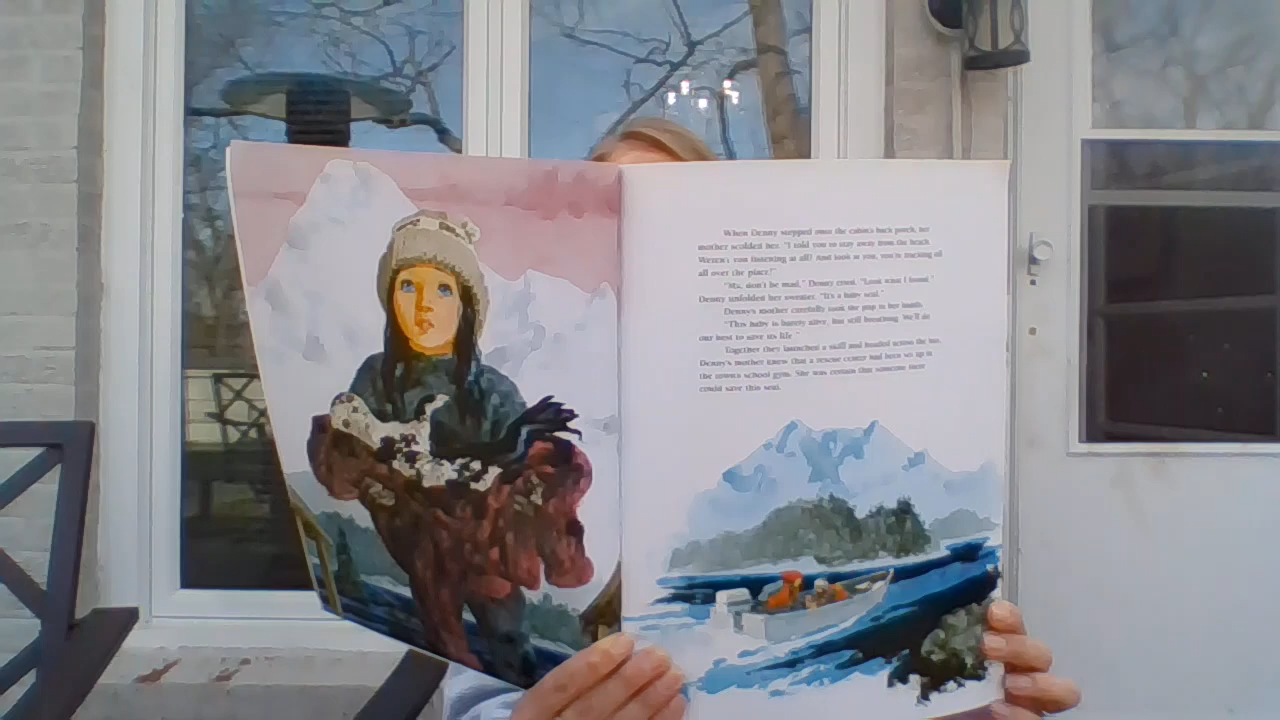 When Denny stepped onto the cabin's back porch, her
mother scolded her. "I told you to stay away from the beach.
Weren't you listening at all? And look at you, you're tracking oil
all over the place!"
"Ma, don't be mad," Denny cried. "Look what I found."
Denny unfolded her sweater. "It's a baby seal."
Denny's mother carefully took the pup in her hands.
"This baby is barely alive, but still breathing. We'll do
our best to save its life."
Together they launched a skiff and headed across the bay.
Denny's mother knew that a rescue center had been set up in
the town's school gym. She was certain that someone there
could save this seal.